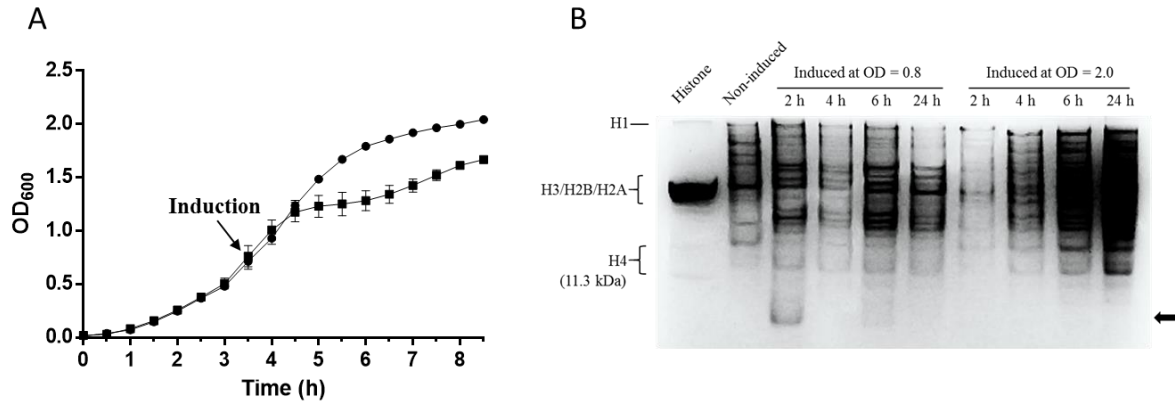 A
OD600
2.5
2.0
1.5
1.0
0.5
0.0
Induction
0 1 2 3 4 5 6 7 8
Time (h)
B
Histone
Non-induced
Induced at OD = 0.8
Induced at OD = 2.0
2 h 4 h 6 h 24 h 2 h 4 h 6 h 24 h
H1
H3/H2B/H2A
H4
(11.3 kDa)